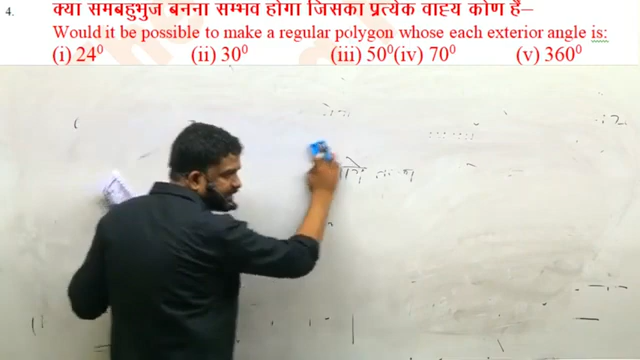 4. क्या समबहुभुज बनना सम्भव होगा जिसका प्रत्येक वाह्य कोण हैं–
Would it be possible to make a regular polygon whose each exterior angle is:
(i) 24⁰ (ii) 30⁰ (iii) 50⁰(iv) 70⁰ (v) 360⁰